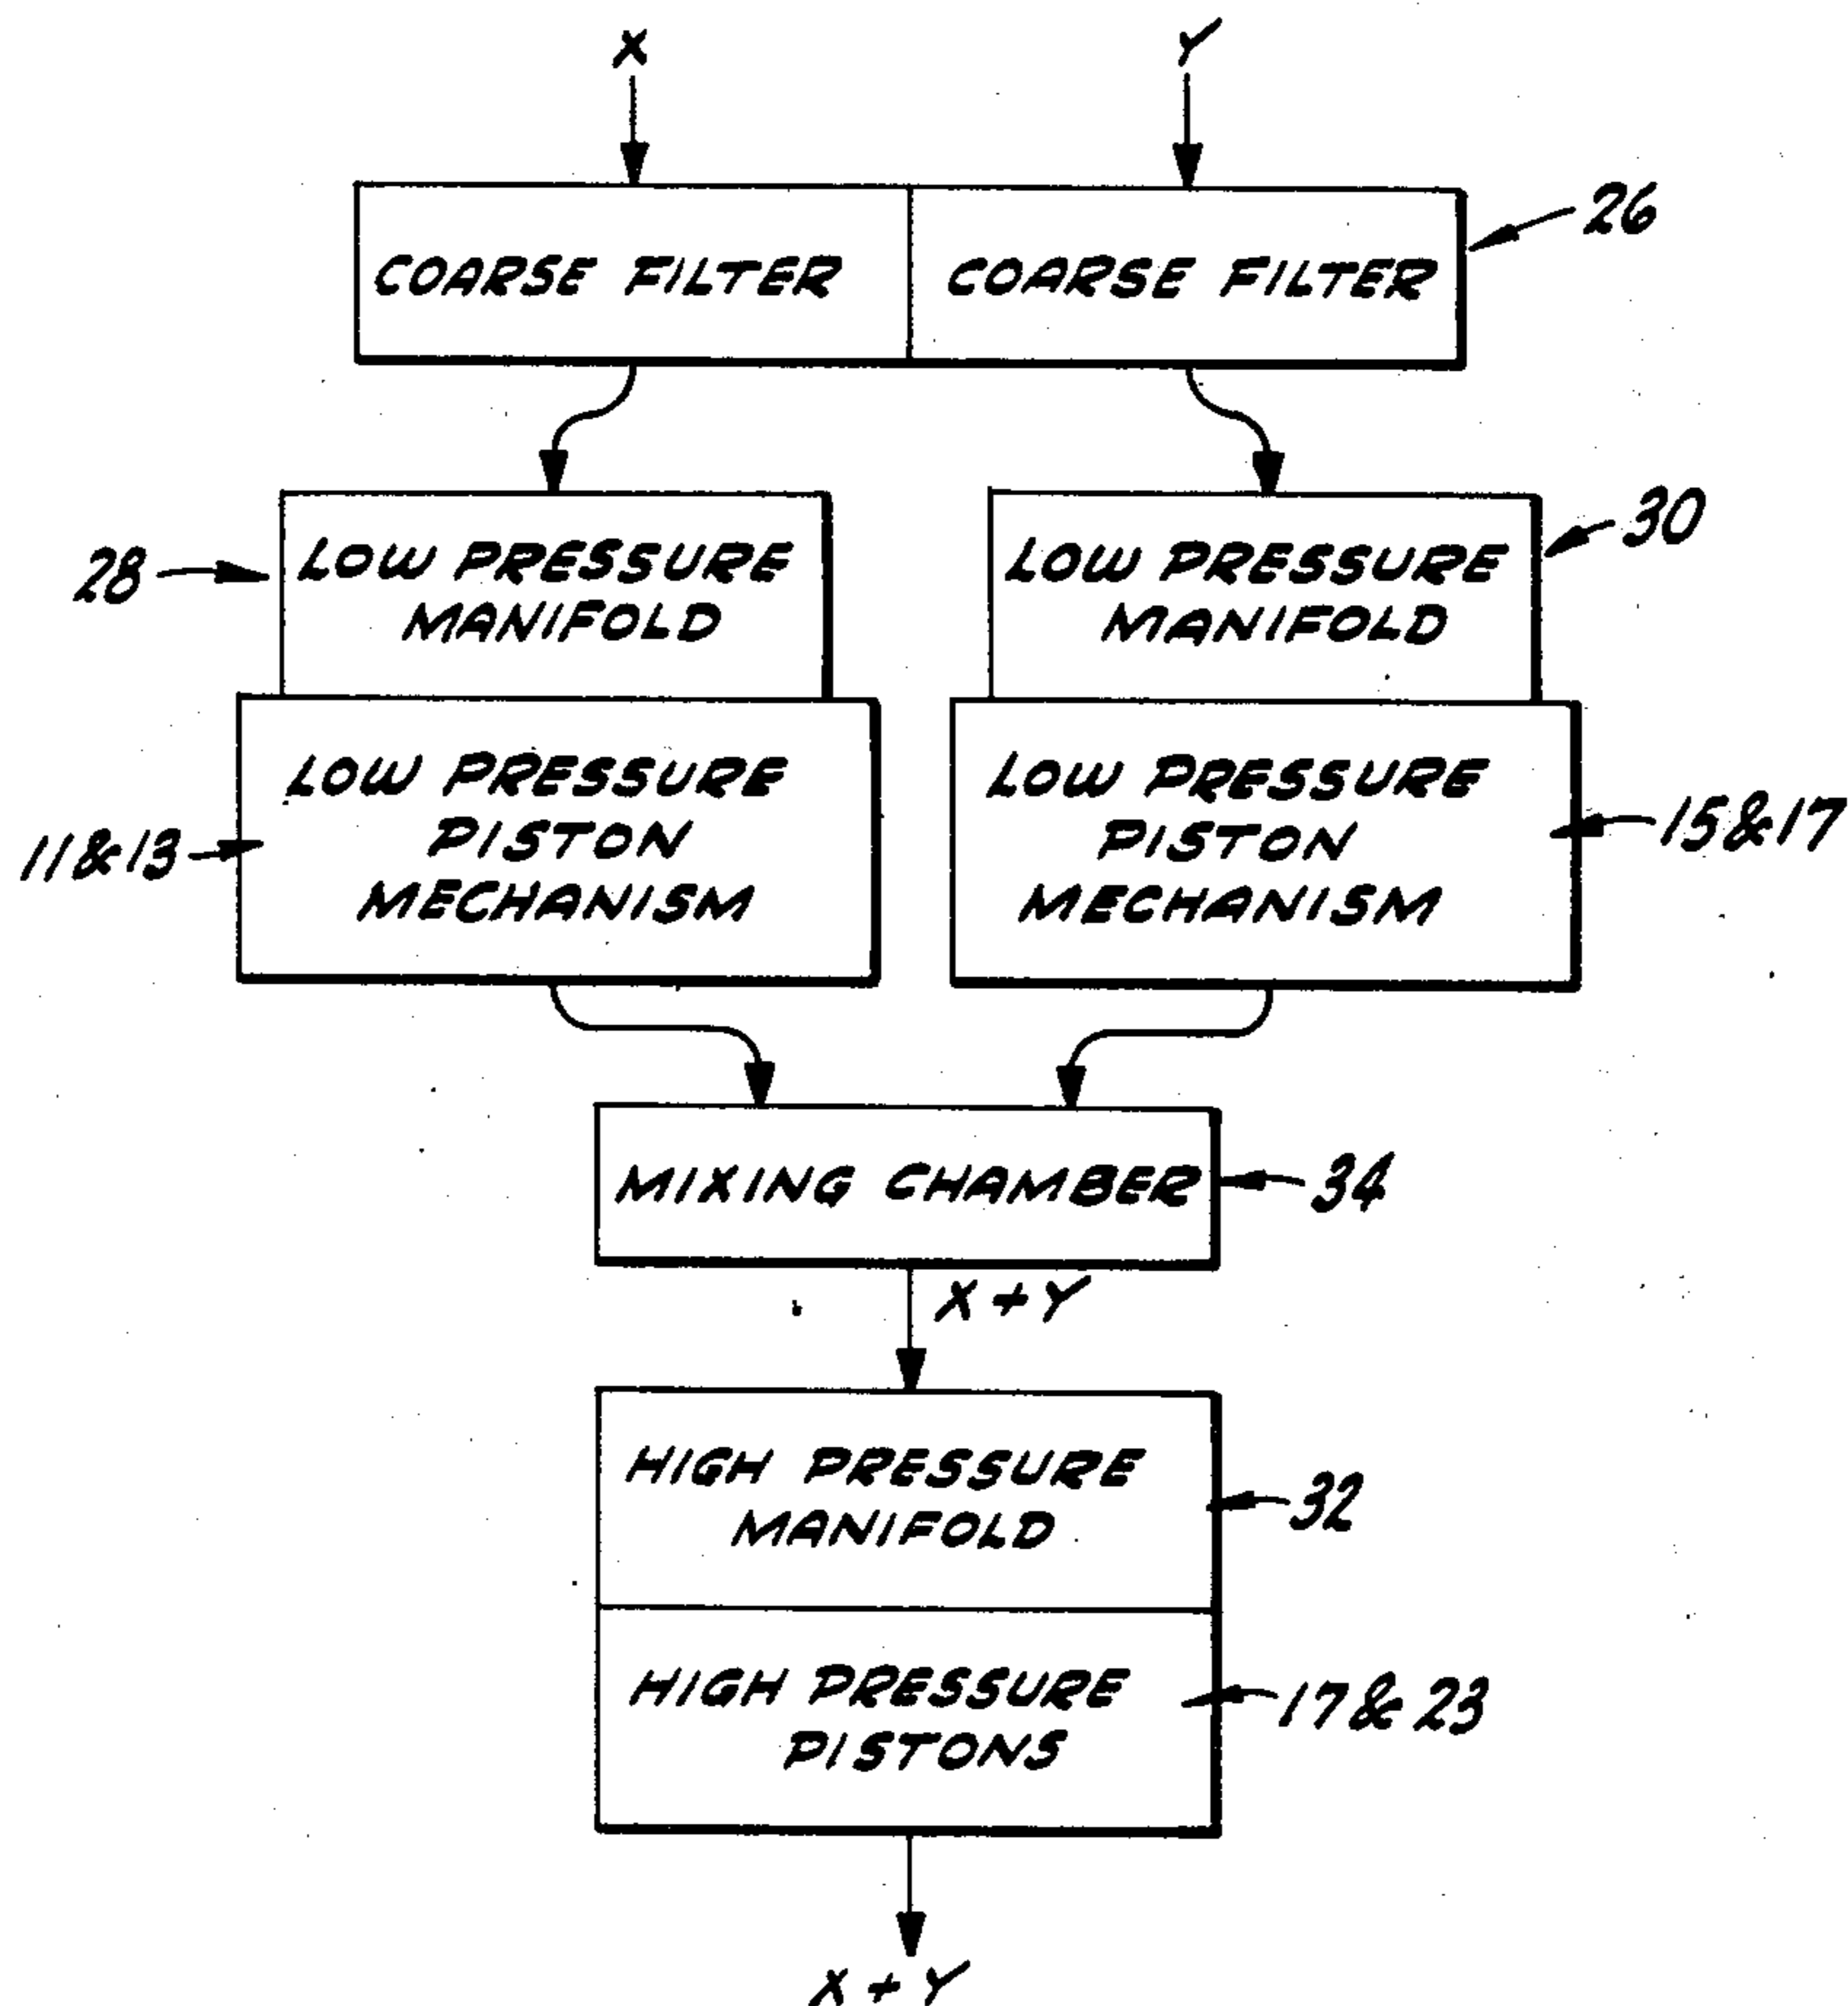 X Y
COARSE FILTER COARSE FILTER 26
28 LOW PRESSURE MANIFOLD
LOW PRESSURE MANIFOLD 30
11&13 LOW PRESSURE PISTON MECHANISM
LOW PRESSURE PISTON MECHANISM 15&17
MIXING CHAMBER 34
X+Y
HIGH PRESSURE
MANIFOLD
32
HIGH PRESSURE
PISTONS
17&23
X+Y